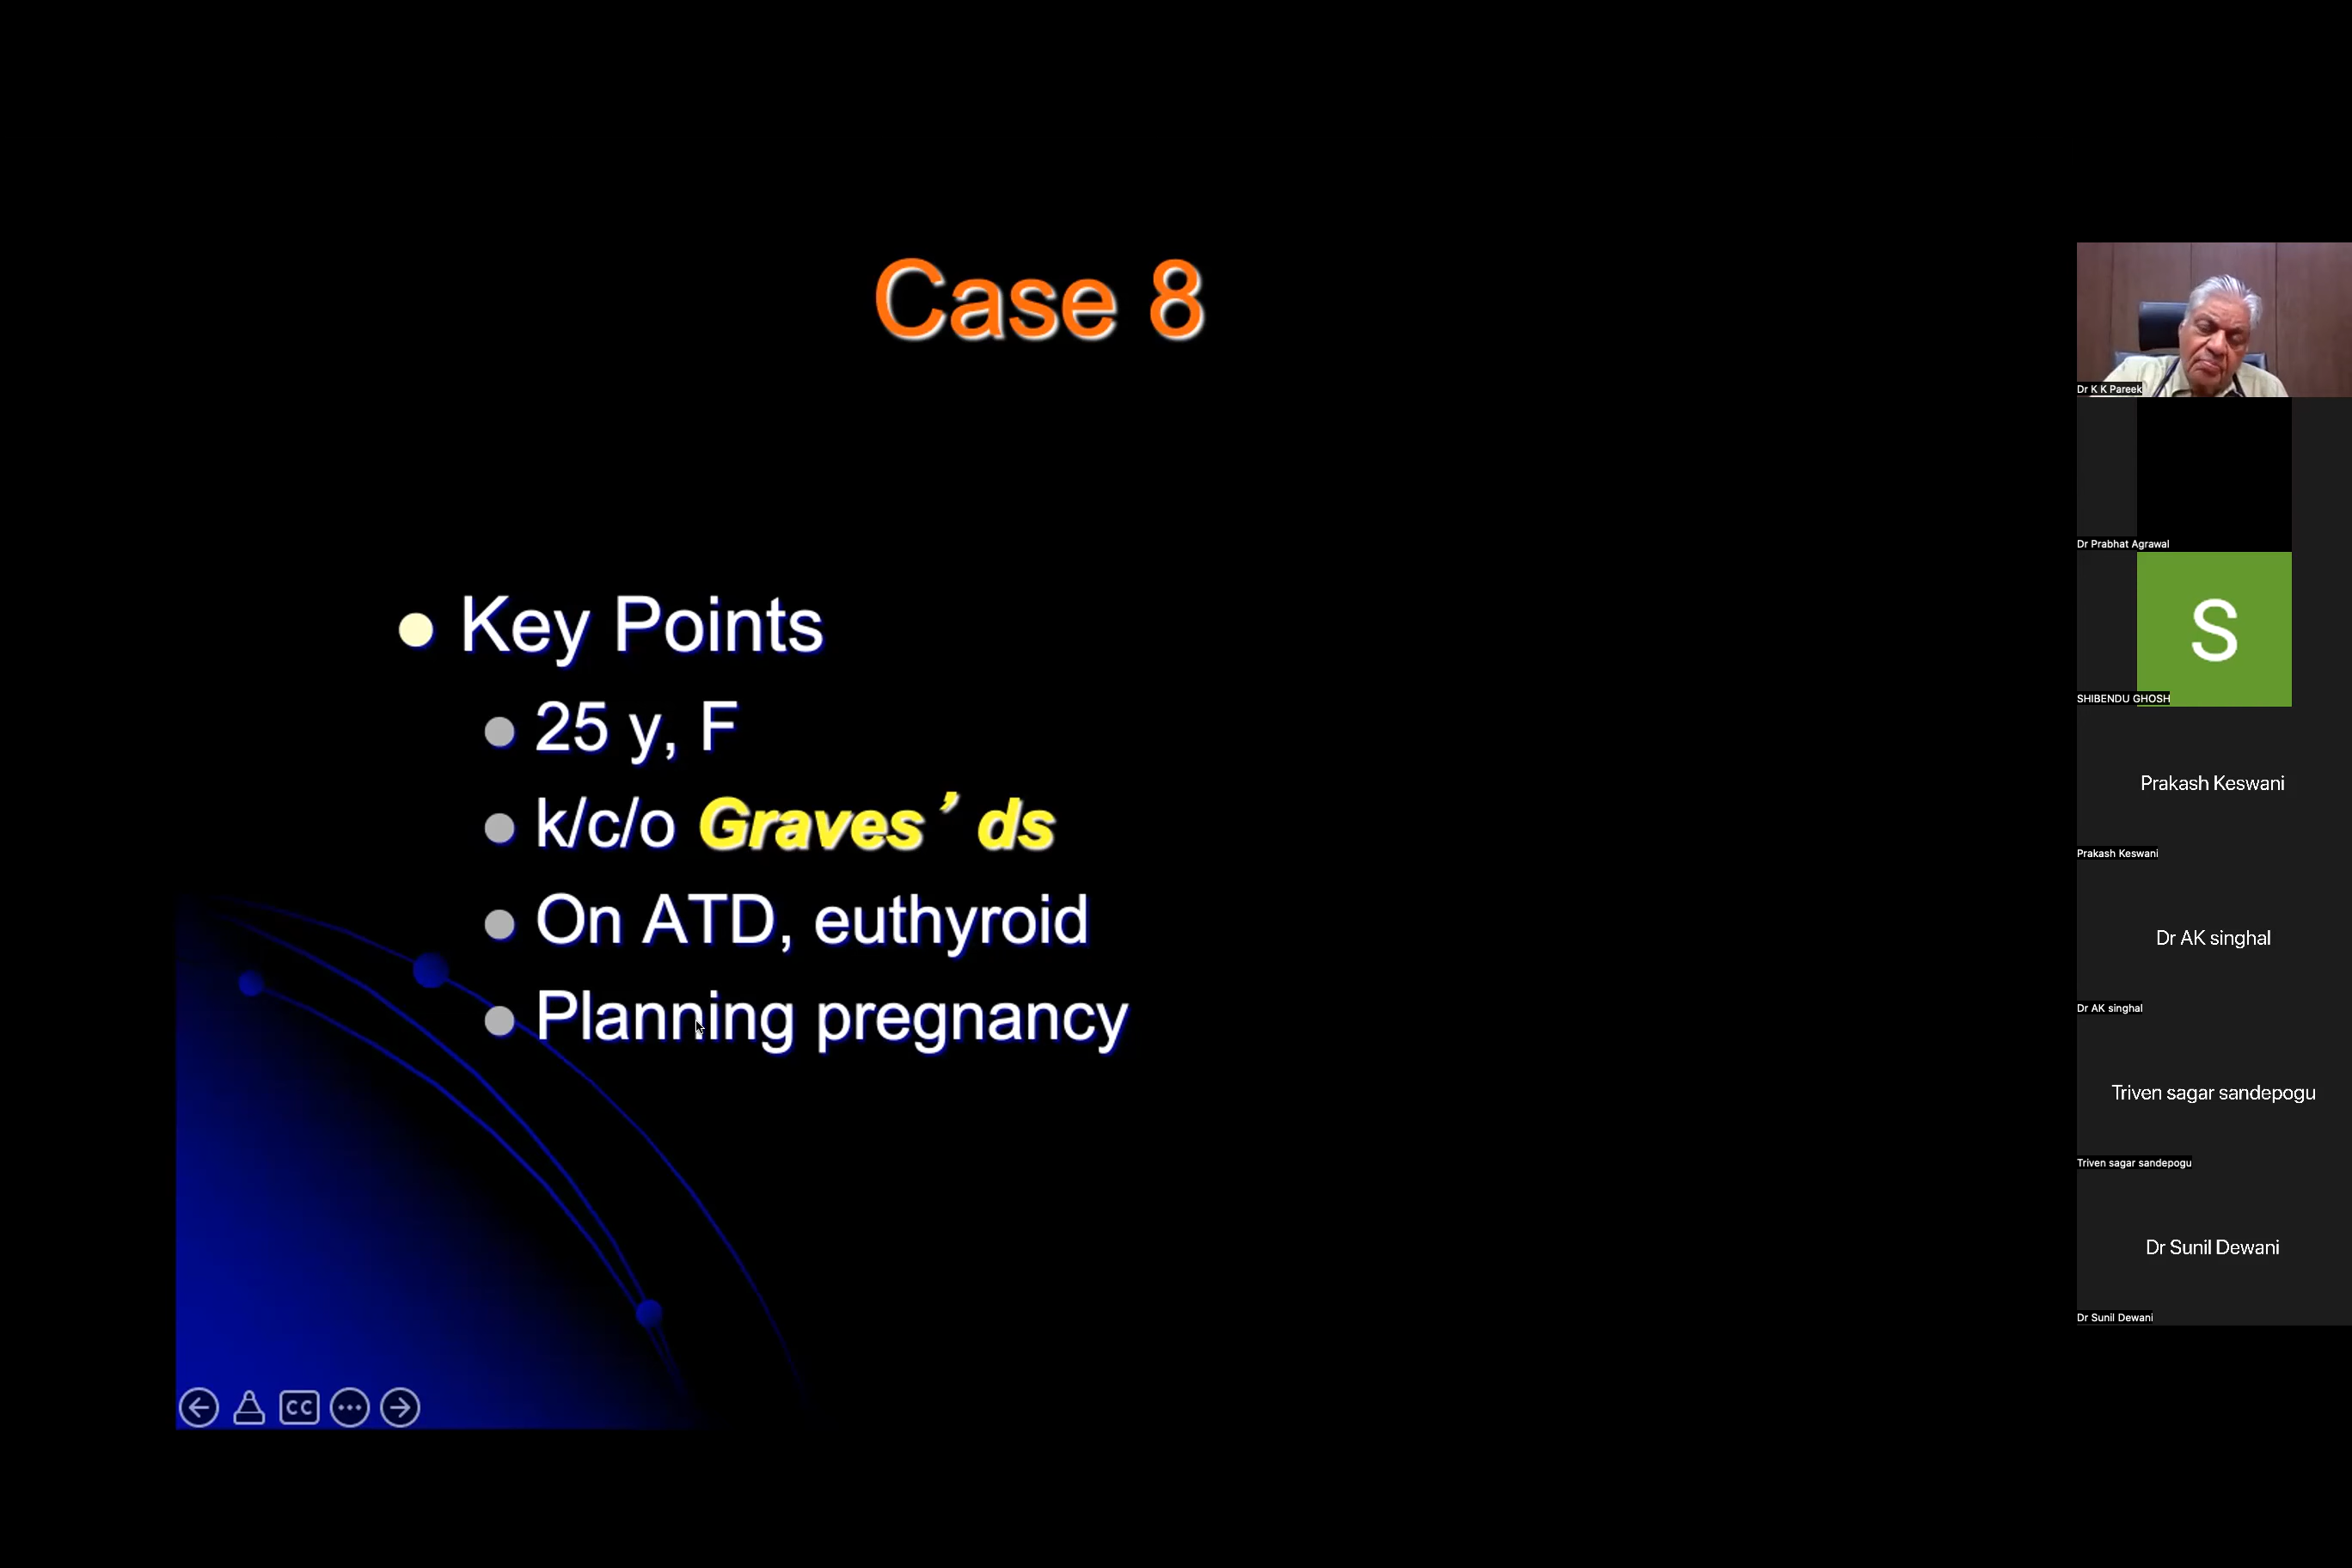 Case 8
Key Points
25 y, F
k/c/o Graves’ ds
On ATD, euthyroid
Planning pregnancy
CC
Dr K K Pareek
Dr Prabhat Agrawal
S
SHIBENDU GHOSH
Prakash Keswani
Prakash Keswani
Dr AK singhal
Dr AK singhal
Triven sagar sandepogu
Triven sagar sandepogu
Dr Sunil Dewani
Dr Sunil Dewani